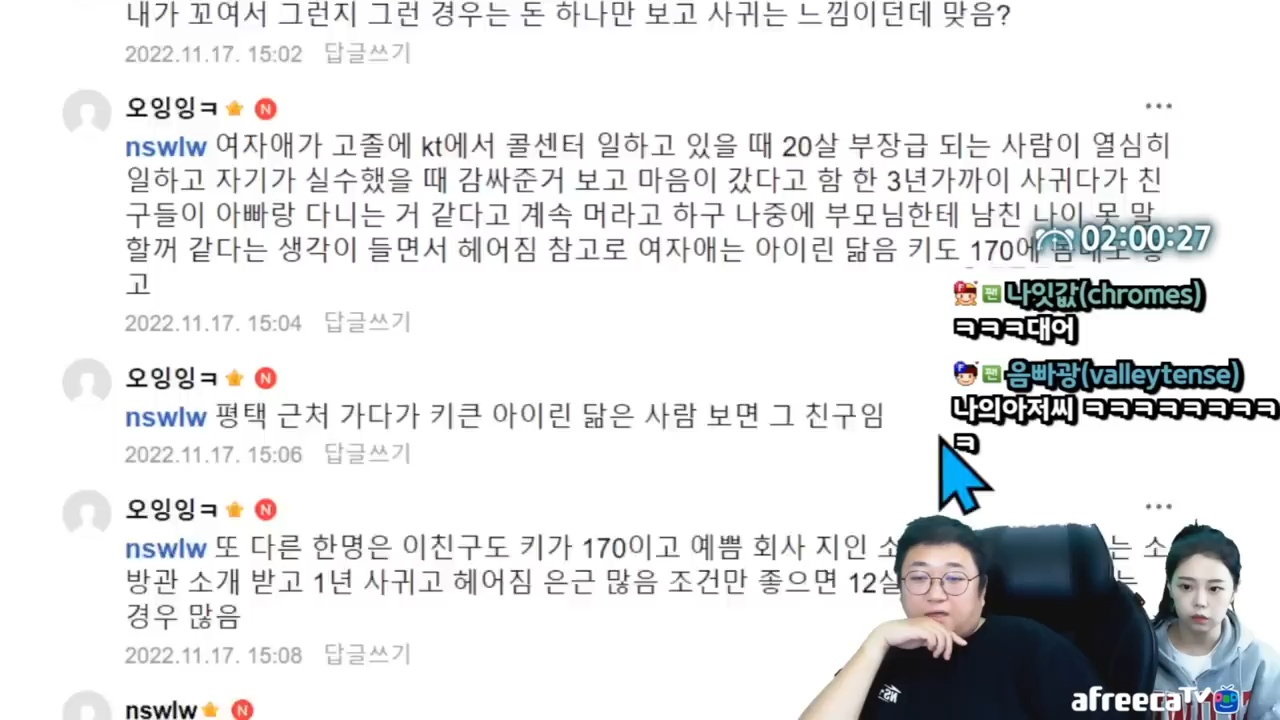 내가 꼬여서 그런지 그런 경우는 돈 하나만 보고 사귀는 느낌이던데 맞음?
2022.11.17. 15:02 답글쓰기
오잉잉ㅋ N
nswlw 여자애가 고졸에 kt에서 콜센터 일하고 있을 때 20살 부장급 되는 사람이 열심히
일하고 자기가 실수했을 때 감싸준거 보고 마음이 갔다고 함 한 3년가까이 사귀다가 친
구들이 아빠랑 다니는 거 같다고 계속 머라고 하구 나중에 부모님한테 남친 나이 못 말
할꺼 같다는 생각이 들면서 헤어짐 참고로 여자애는 아이린 닮음 키도 170에
고
2022.11.17. 15:04 답글쓰기
02:00:27
F 팬 나잇값(chromes)
ㅋㅋㅋ대어
오잉잉ㅋ N
nswlw 평택 근처 가다가 키큰 아이린 닮은 사람 보면 그 친구임
2022.11.17. 15:06 답글쓰기
F 팬 음빠광(valleytense)
나의아저씨 ㅋㅋㅋㅋㅋㅋㅋㅋㅋ
ㅋ
오잉잉ㅋ N
nswlw 또 다른 한명은 이친구도 키가 170이고 예쁨 회사 지인 는 소
방관 소개 받고 1년 사귀고 헤어짐 은근 많음 조건만 좋으면
경우 많음
2022.11.17. 15:08 답글쓰기
nswlw N
afreecaTV